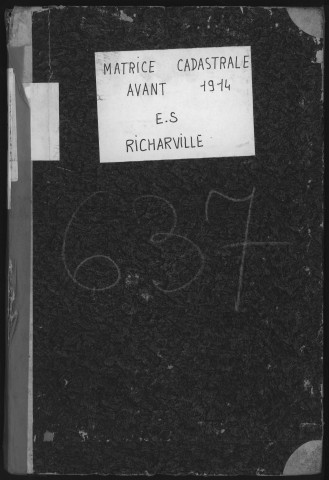 MATRICE CADASTRALE
AVANT 1914
E.S
RICHARVILLE
637